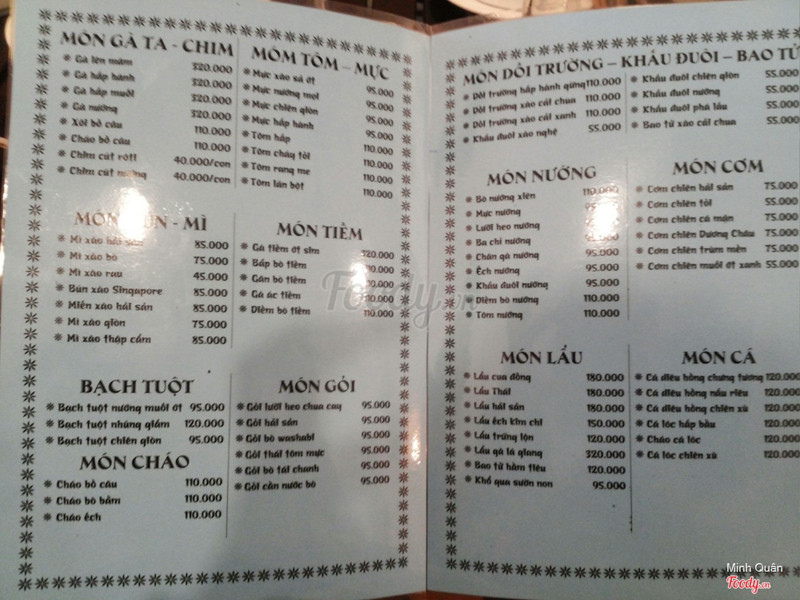 MÓN GÀ TA - CHIM
Gà lên mâm 320.000
Gà hấp hành 320.000
Gà hấp muối 320.000
Gà nướng 320.000
Xôi bồ câu 110.000
Cháo bồ câu 110.000
Chim cút rôti 40.000/con
Chim cút nướng 40.000/con
MÓN - MÌ
Mì xào hải sản 85.000
Mì xào bò 75.000
Mì xào rau 45.000
Bún xào Singapore 85.000
Miến xào hải sản 85.000
Mì xào giòn 75.000
Mì xào thập cẩm 85.000
BẠCH TUỘT
Bạch tuột nướng muối ớt 95.000
Bạch tuột nhúng giấm 120.000
Bạch tuột chiên giòn 95.000
MÓN CHÁO
Cháo bồ câu 110.000
Cháo bò bằm 110.000
Cháo ếch 110.000
MÓM TÔM – MỰC
Mực xào sa ớt 95.000
Mực nướng mọi 95.000
Mực chiên giòn 95.000
Mực hấp hành 95.000
Tôm hấp 110.000
Tôm cháy tỏi 110.000
Tôm rang me 110.000
Tôm lăn bột 110.000
MÓN TIỀM
Gà tiềm ớt sim 320.000
Bắp bò tiềm
Gân bò tiềm
Gà ác tiềm 110.000
Diềm bò tiềm 110.000
MÓN GỎI
Gỏi lưỡi heo chua cay 95.000
Gỏi hải sản 95.000
Gỏi bò washabi 95.000
Gỏi thái tôm mực 95.000
Gỏi bò tái chanh 95.000
Gỏi cần nước bò 95.000
MÓN DỒI TRƯỜNG – KHẤU ĐUÔI – BAO TỬ
Dồi trường hấp hành gừng 110.000
Dồi trường xào cải chua 110.000
Dồi trường xào cải xanh 110.000
Khấu đuôi xào nghệ 55.000
Khấu đuôi chiên giòn 55.000
Khấu đuôi nướng 55.000
Khấu đuôi phá lấu 55.000
Bao tử xào cải chua 55.000
MÓN NƯỚNG
Bò nướng xiên 110.000
Mực nướng
Lưỡi heo nướng
Ba chỉ nướng
Chân gà nướng 95.000
Ếch nướng 95.000
Khấu đuôi nướng 95.000
Diềm bò nướng 110.000
Tôm nướng 110.000
MÓN CƠM
Cơm chiên hải sản 75.000
Cơm chiên tỏi 55.000
Cơm chiên cá mặn 75.000
Cơm chiên Dương Châu 75.000
Cơm chiên trùm mền 75.000
Cơm chiên muối ớt xanh 55.000
MÓN LẨU
Lẩu cua đồng 180.000
Lẩu Thái 180.000
Lẩu hải sản 180.000
Lẩu ếch kim chi 150.000
Lẩu trứng lộn 120.000
Lẩu gà lá giang 320.000
Bao tử hầm tiêu 120.000
Khổ qua sườn non 95.000
MÓN CÁ
Cá diêu hồng chưng tương 120.000
Cá diêu hồng nấu riêu 120.000
Cá diêu hồng chiên xù 120.000
Cá lóc hấp bầu 120.000
Cháo cá lóc 120.000
Cá lóc chiên xù 120.000
Foody.vn
Minh Quân
Foody.vn